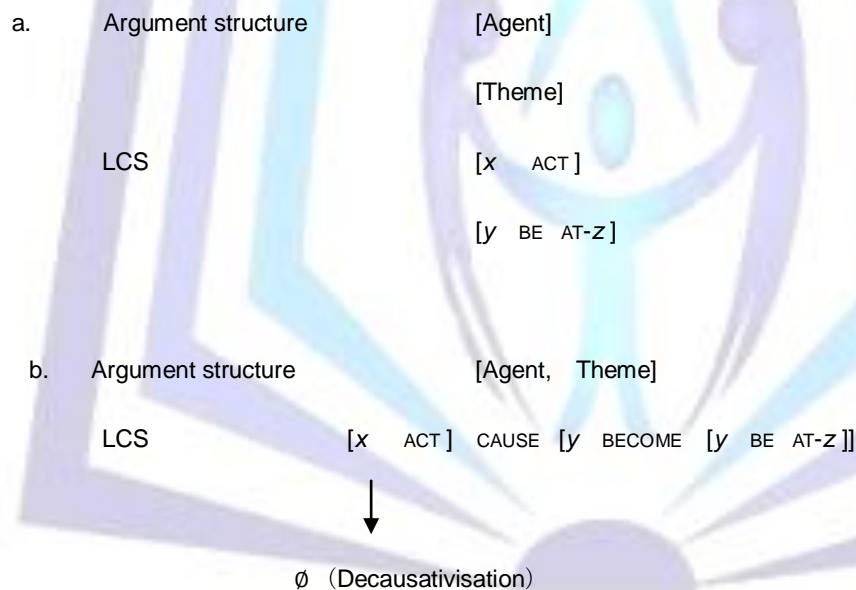 a. Argument structure [Agent]
[Theme]
LCS [x ACT ]
[y BE AT-z ]
b. Argument structure [Agent, Theme]
LCS [x ACT ] CAUSE [y BECOME [y BE AT-z ]]
ø （Decausativisation）